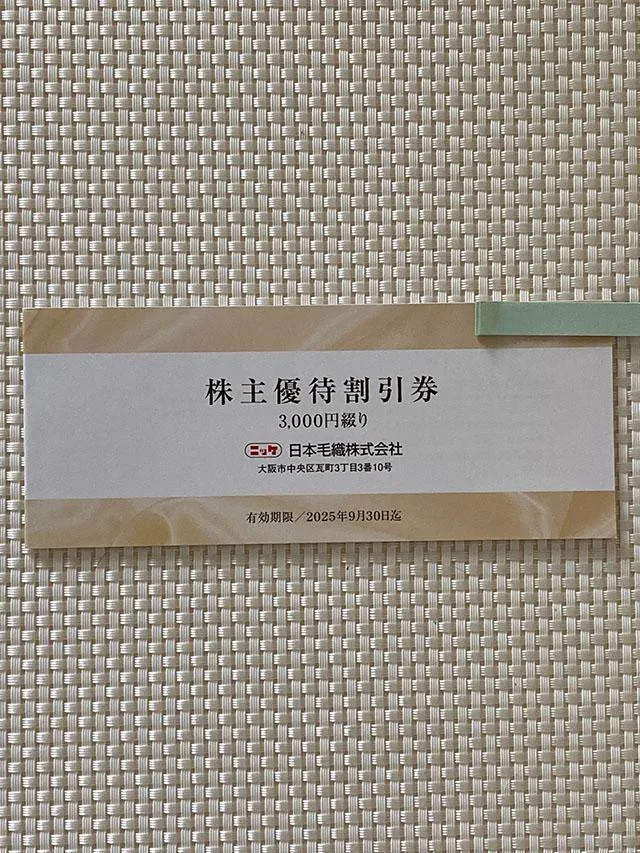 株主優待割引券
3,000円綴り
ニッケ 日本毛織株式会社
大阪市中央区瓦町3丁目3番10号
有効期限／2025年9月30日迄